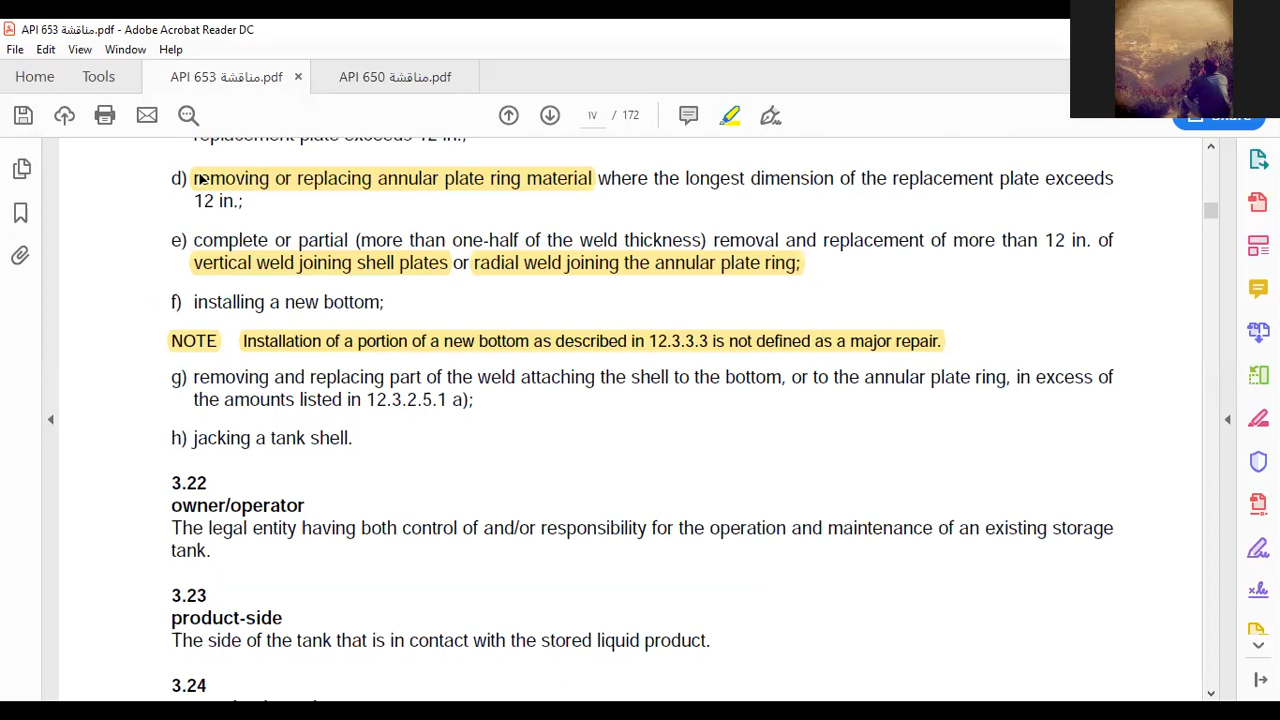 API 653 مناقشة.pdf - Adobe Acrobat Reader DC
File Edit View Window Help
Home Tools API 653 مناقشة.pdf × API 650 مناقشة.pdf
١٧ / 172
Share
replacement plate exceeds 12 in.;
d) removing or replacing annular plate ring material where the longest dimension of the replacement plate exceeds
12 in.;
e) complete or partial (more than one-half of the weld thickness) removal and replacement of more than 12 in. of
vertical weld joining shell plates or radial weld joining the annular plate ring;
f) installing a new bottom;
NOTE Installation of a portion of a new bottom as described in 12.3.3.3 is not defined as a major repair.
g) removing and replacing part of the weld attaching the shell to the bottom, or to the annular plate ring, in excess of
the amounts listed in 12.3.2.5.1 a);
h) jacking a tank shell.
3.22
owner/operator
The legal entity having both control of and/or responsibility for the operation and maintenance of an existing storage
tank.
3.23
product-side
The side of the tank that is in contact with the stored liquid product.
3.24